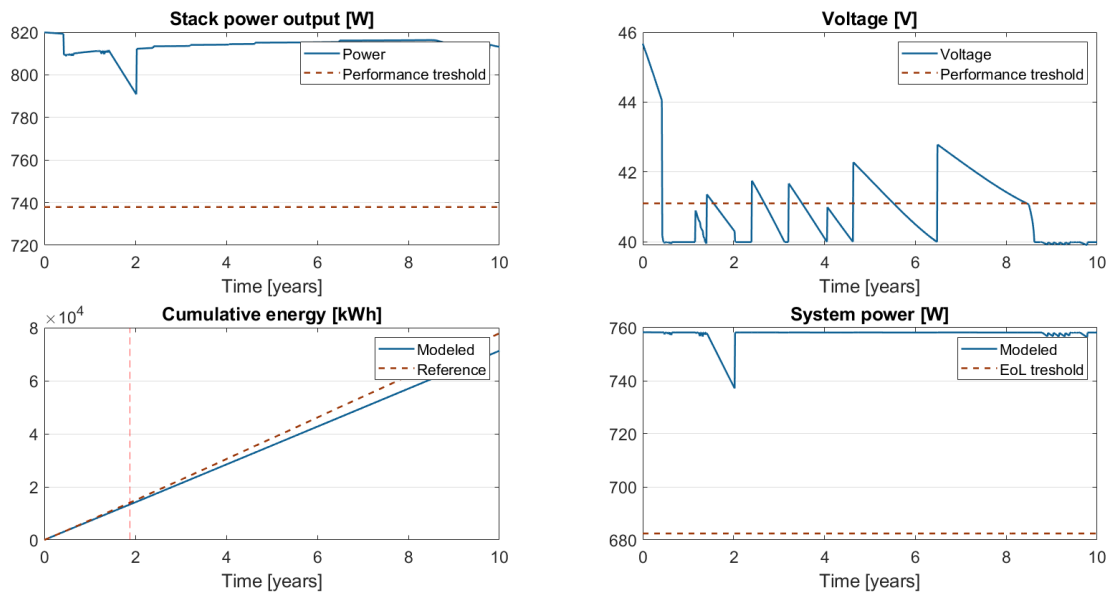 Stack power output [W]
820
800
780
760
740
720
0
2
4
6
8
10
Time [years]
Power
Performance treshold
Voltage [V]
46
44
42
40
0
2
4
6
8
10
Time [years]
Voltage
Performance treshold
Cumulative energy [kWh]
× 10^4
8
6
4
2
0
0
2
4
6
8
10
Time [years]
Modeled
Reference
System power [W]
760
740
720
700
680
0
2
4
6
8
10
Time [years]
Modeled
EoL treshold